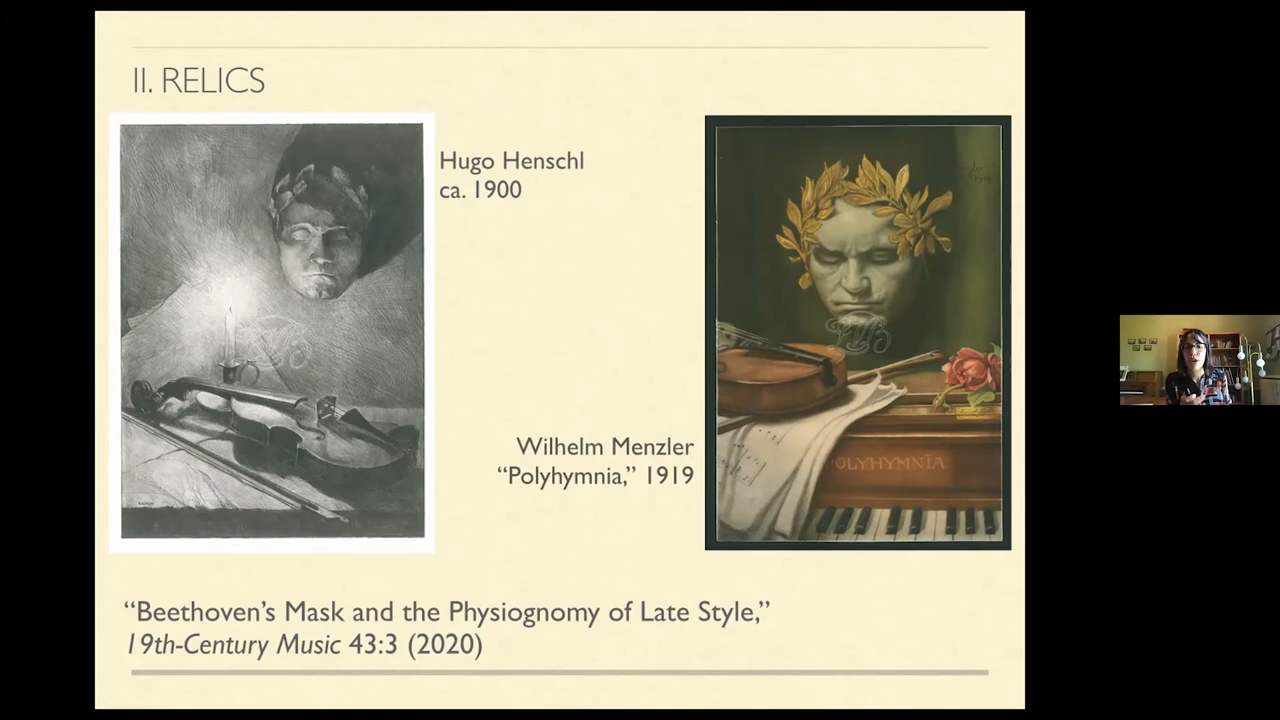 II. RELICS
Hugo Henschl
ca. 1900
Wilhelm Menzler
“Polyhymnia,” 1919
OLYHYMNIA
“Beethoven’s Mask and the Physiognomy of Late Style,”
19th-Century Music 43:3 (2020)